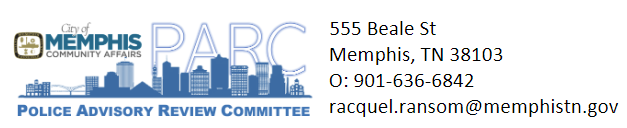 City of
MEMPHIS
COMMUNITY AFFAIRS
PARC
POLICE ADVISORY REVIEW COMMITTEE
555 Beale St
Memphis, TN 38103
O: 901-636-6842
racquel.ransom@memphistn.gov